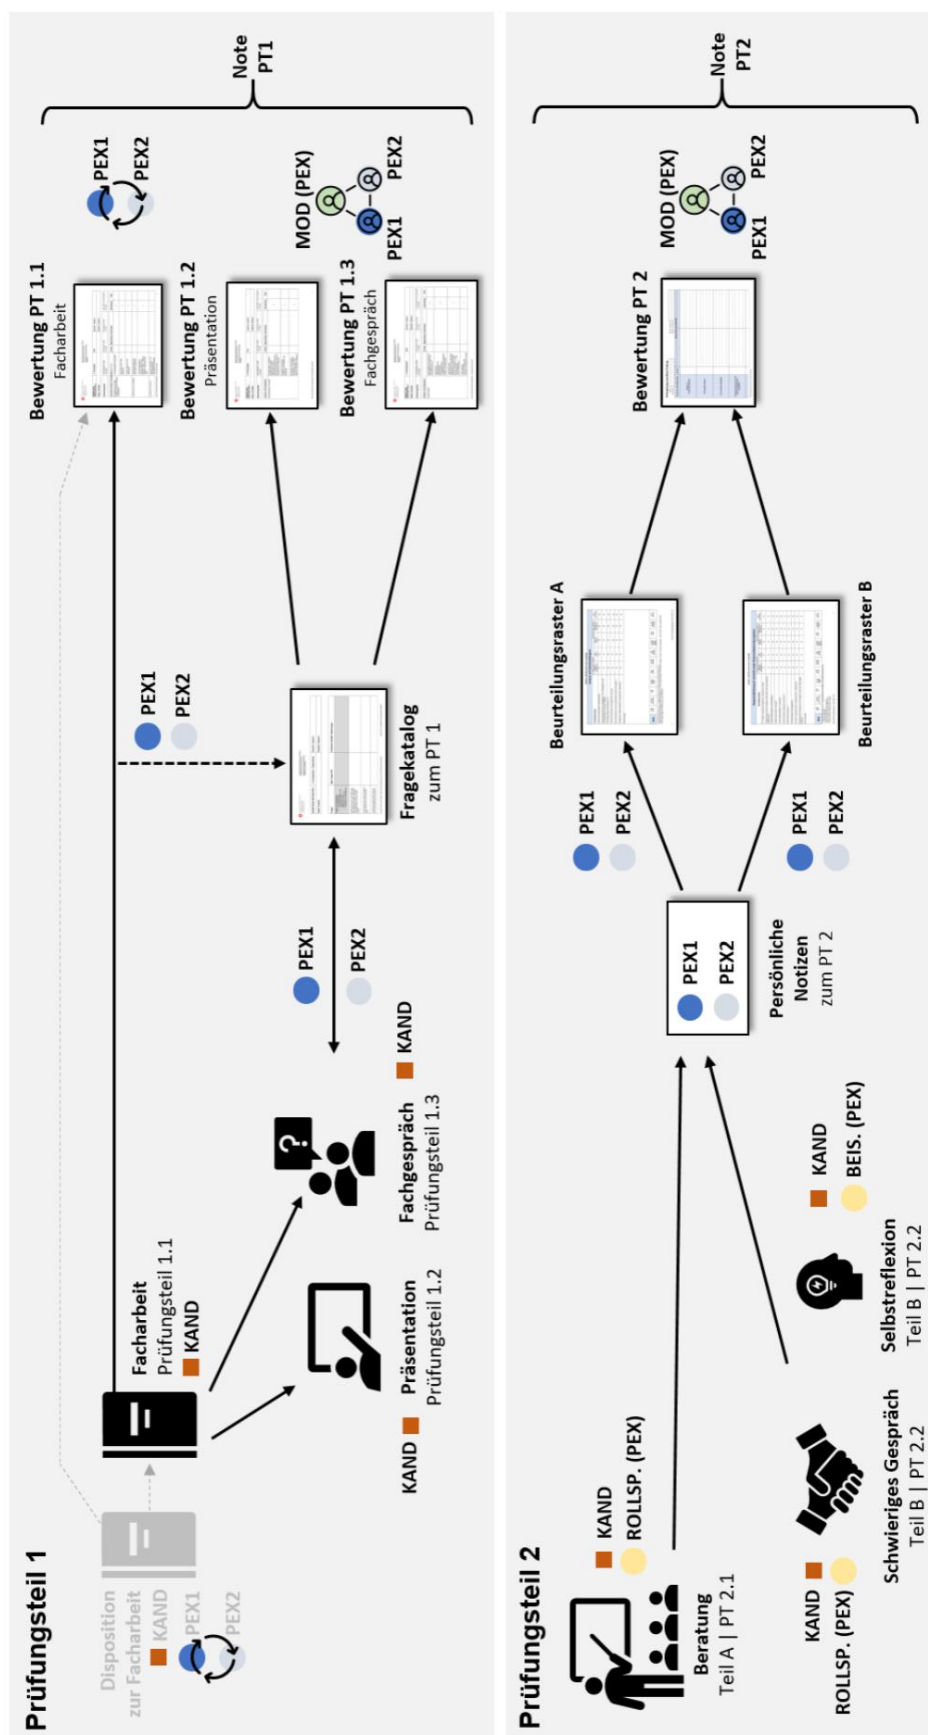 Prüfungsteil 1
Disposition
zur Facharbeit
KAND
PEX1
PEX2
Facharbeit
Prüfungsteil 1.1
KAND
KAND
Präsentation
Prüfungsteil 1.2
Fachgespräch
Prüfungsteil 1.3
KAND
PEX1
PEX2
PEX1
PEX2
Fragekatalog
zum PT 1
Bewertung PT 1.1
Facharbeit
Bewertung PT 1.2
Präsentation
Bewertung PT 1.3
Fachgespräch
PEX1
PEX2
MOD (PEX)
PEX1
PEX2
Note
PT1
Prüfungsteil 2
KAND
ROLLSP. (PEX)
Beratung
Teil A | PT 2.1
KAND
ROLLSP. (PEX)
Schwieriges Gespräch
Teil B | PT 2.2
KAND
BEIS. (PEX)
Selbstreflexion
Teil B | PT 2.2
PEX1
PEX2
Persönliche
Notizen
zum PT 2
PEX1
PEX2
PEX1
PEX2
Beurteilungsraster A
Beurteilungsraster B
Bewertung PT 2
MOD (PEX)
PEX1
PEX2
Note
PT2